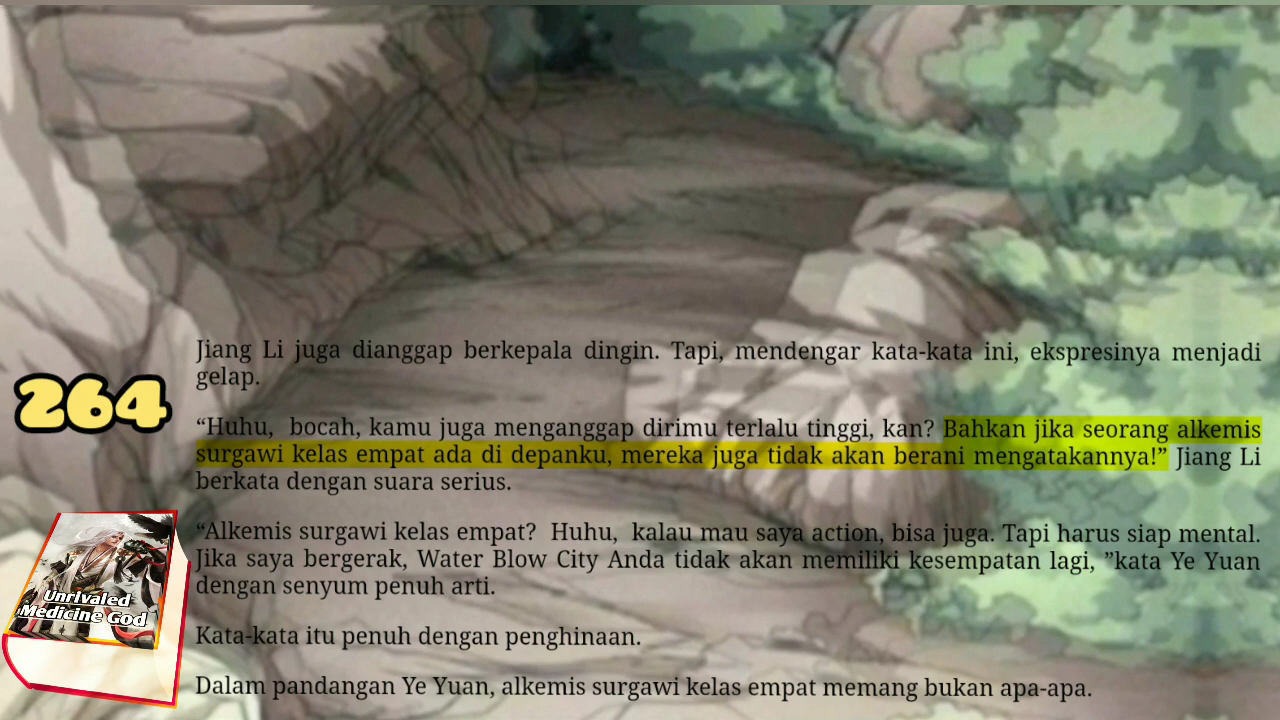 Jiang Li juga dianggap berkepala dingin. Tapi, mendengar kata-kata ini, ekspresinya menjadi
gelap.
“Huhu,  bocah, kamu juga menganggap dirimu terlalu tinggi, kan? Bahkan jika seorang alkemis
surgawi kelas empat ada di depanku, mereka juga tidak akan berani mengatakannya!” Jiang Li
berkata dengan suara serius.
“Alkemis surgawi kelas empat?  Huhu,  kalau mau saya action, bisa juga. Tapi harus siap mental.
Jika saya bergerak, Water Blow City Anda tidak akan memiliki kesempatan lagi, ”kata Ye Yuan
dengan senyum penuh arti.
Kata-kata itu penuh dengan penghinaan.
Dalam pandangan Ye Yuan, alkemis surgawi kelas empat memang bukan apa-apa.
264
Unrivaled
Medicine God